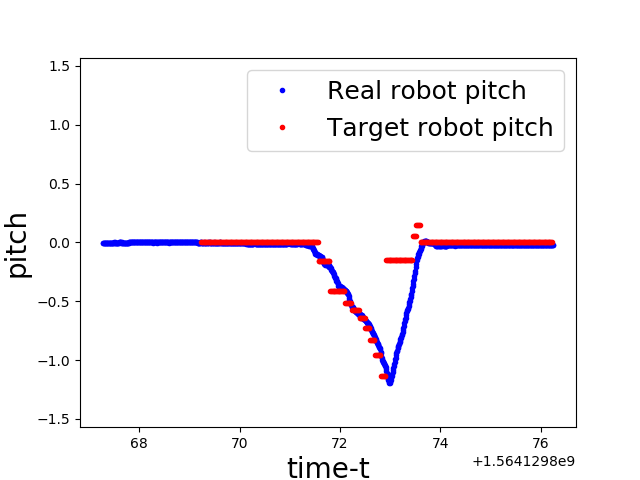 1.5
1.0
0.5
0.0
−0.5
−1.0
−1.5
pitch
Real robot pitch
Target robot pitch
68
70
72
74
76
+1.5641298e9
time-t